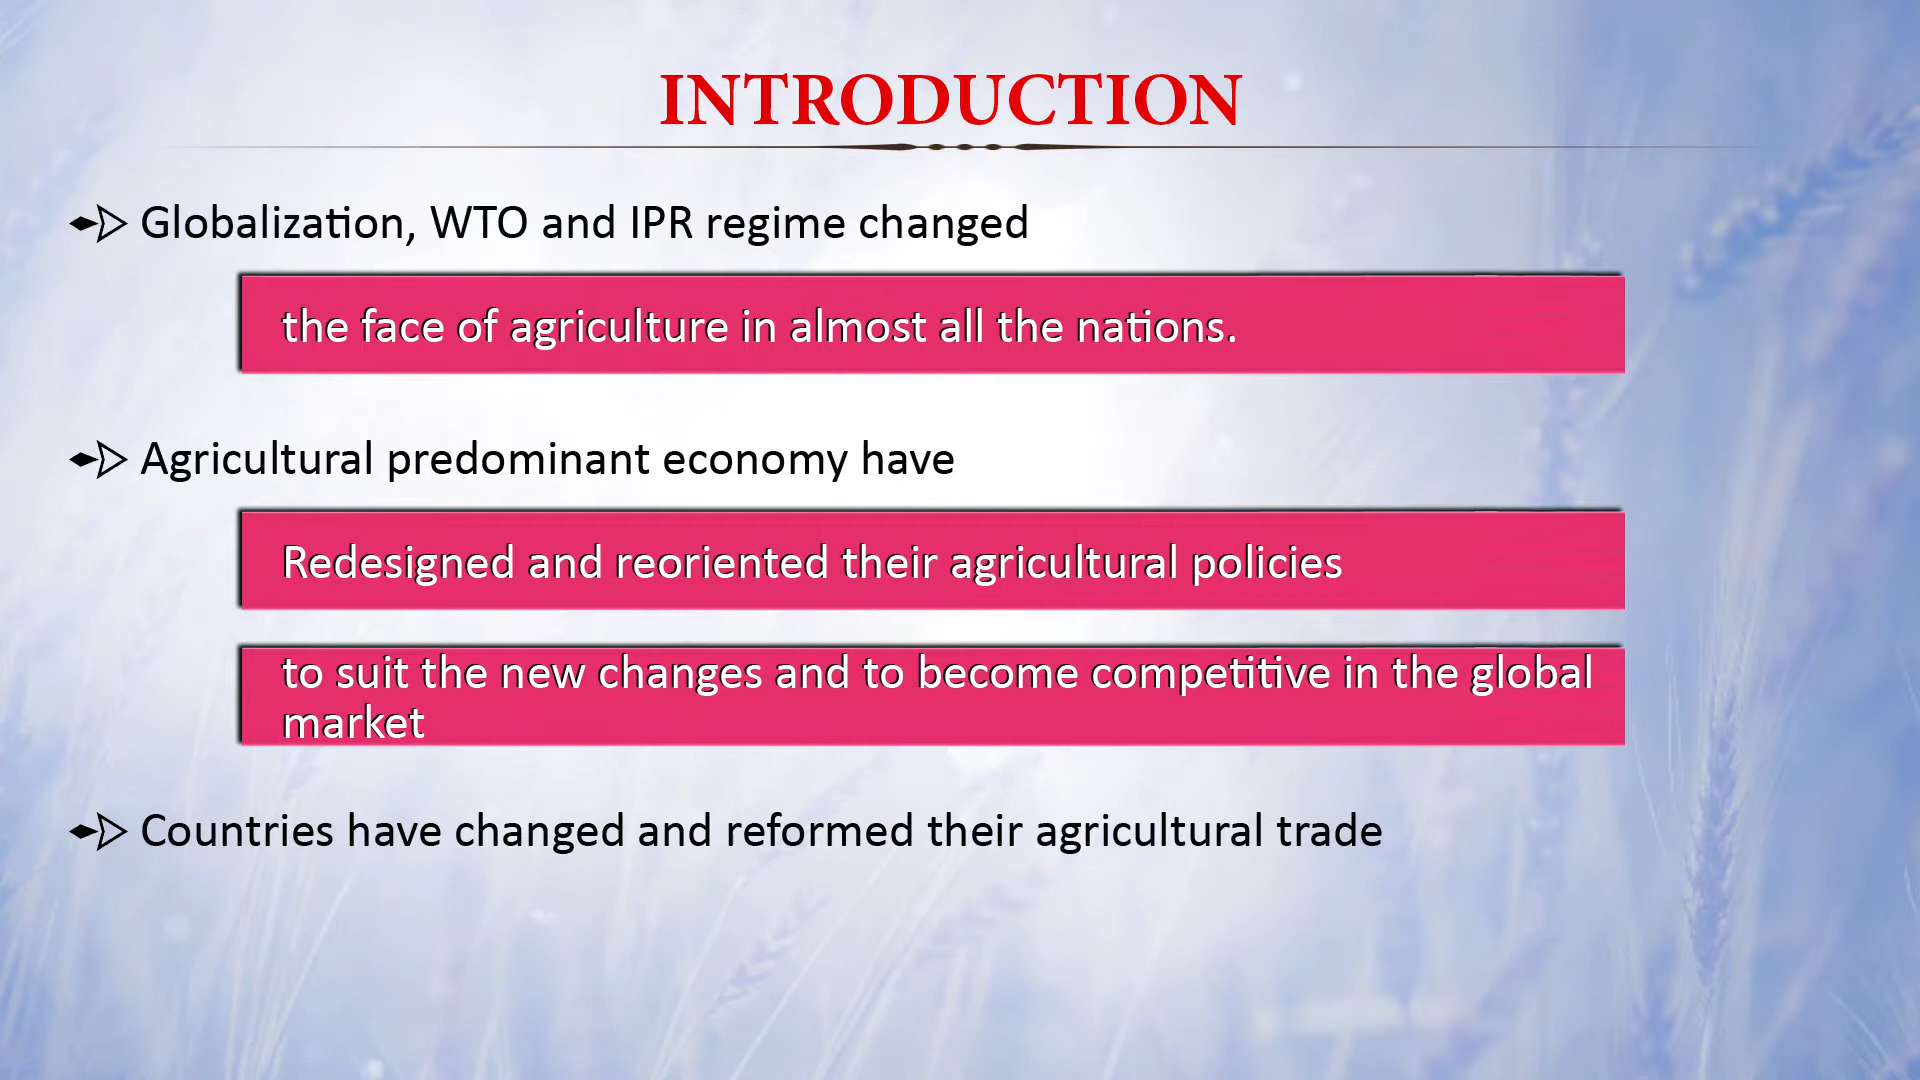 INTRODUCTION
Globalization, WTO and IPR regime changed
the face of agriculture in almost all the nations.
Agricultural predominant economy have
Redesigned and reoriented their agricultural policies
to suit the new changes and to become competitive in the global
market
Countries have changed and reformed their agricultural trade